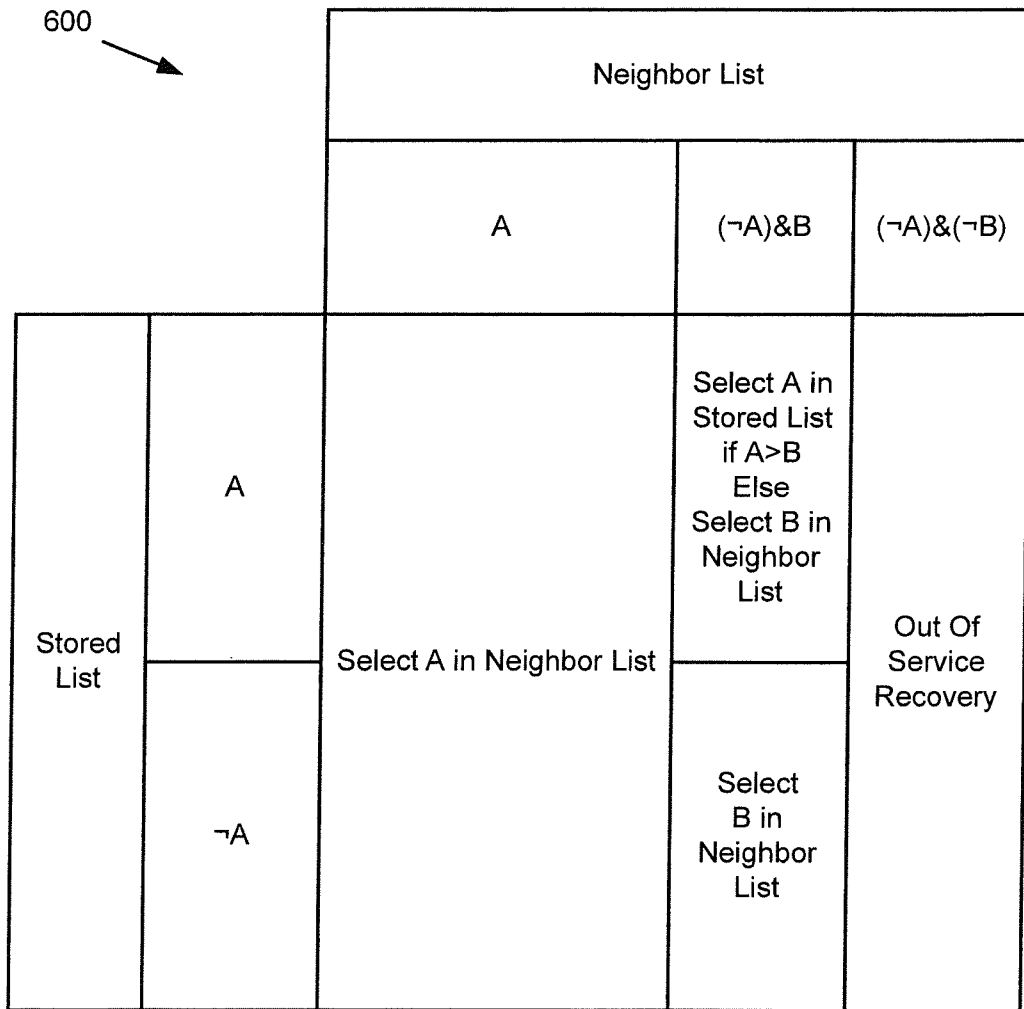 600
Neighbor List
A
(¬A)&B
(¬A)&(¬B)
Stored
List
A
¬A
Select A in Neighbor List
Select A in
Stored List
if A>B
Else
Select B in
Neighbor
List
Select
B in
Neighbor
List
Out Of
Service
Recovery